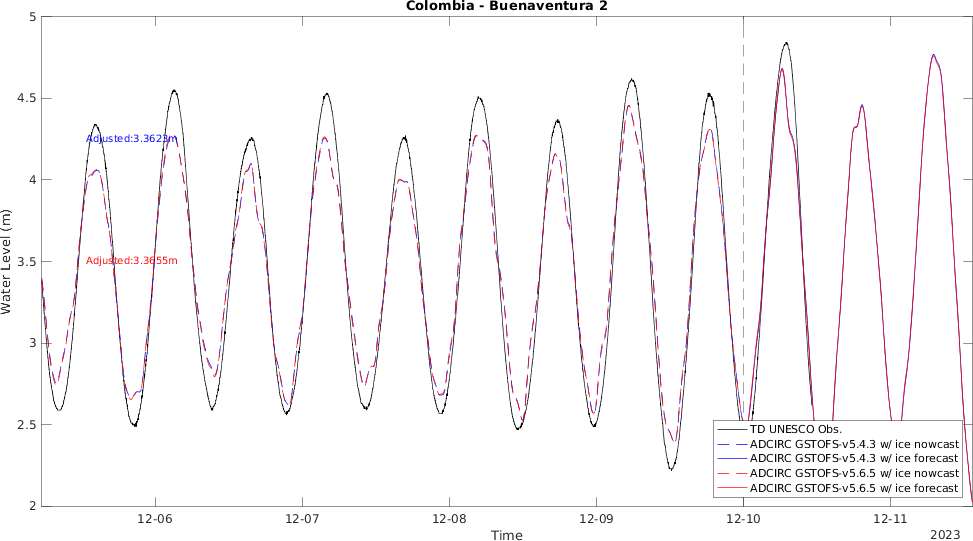 Colombia - Buenaventura 2
5
4.5
4
3.5
3
2.5
2
Water Level (m)
Adjusted:3.3623m
Adjusted:3.3655m
TD UNESCO Obs.
ADCIRC GSTOFS-v5.4.3 w/ ice nowcast
ADCIRC GSTOFS-v5.4.3 w/ ice forecast
ADCIRC GSTOFS-v5.6.5 w/ ice nowcast
ADCIRC GSTOFS-v5.6.5 w/ ice forecast
12-06 12-07 12-08 12-09 12-10 12-11
Time
2023